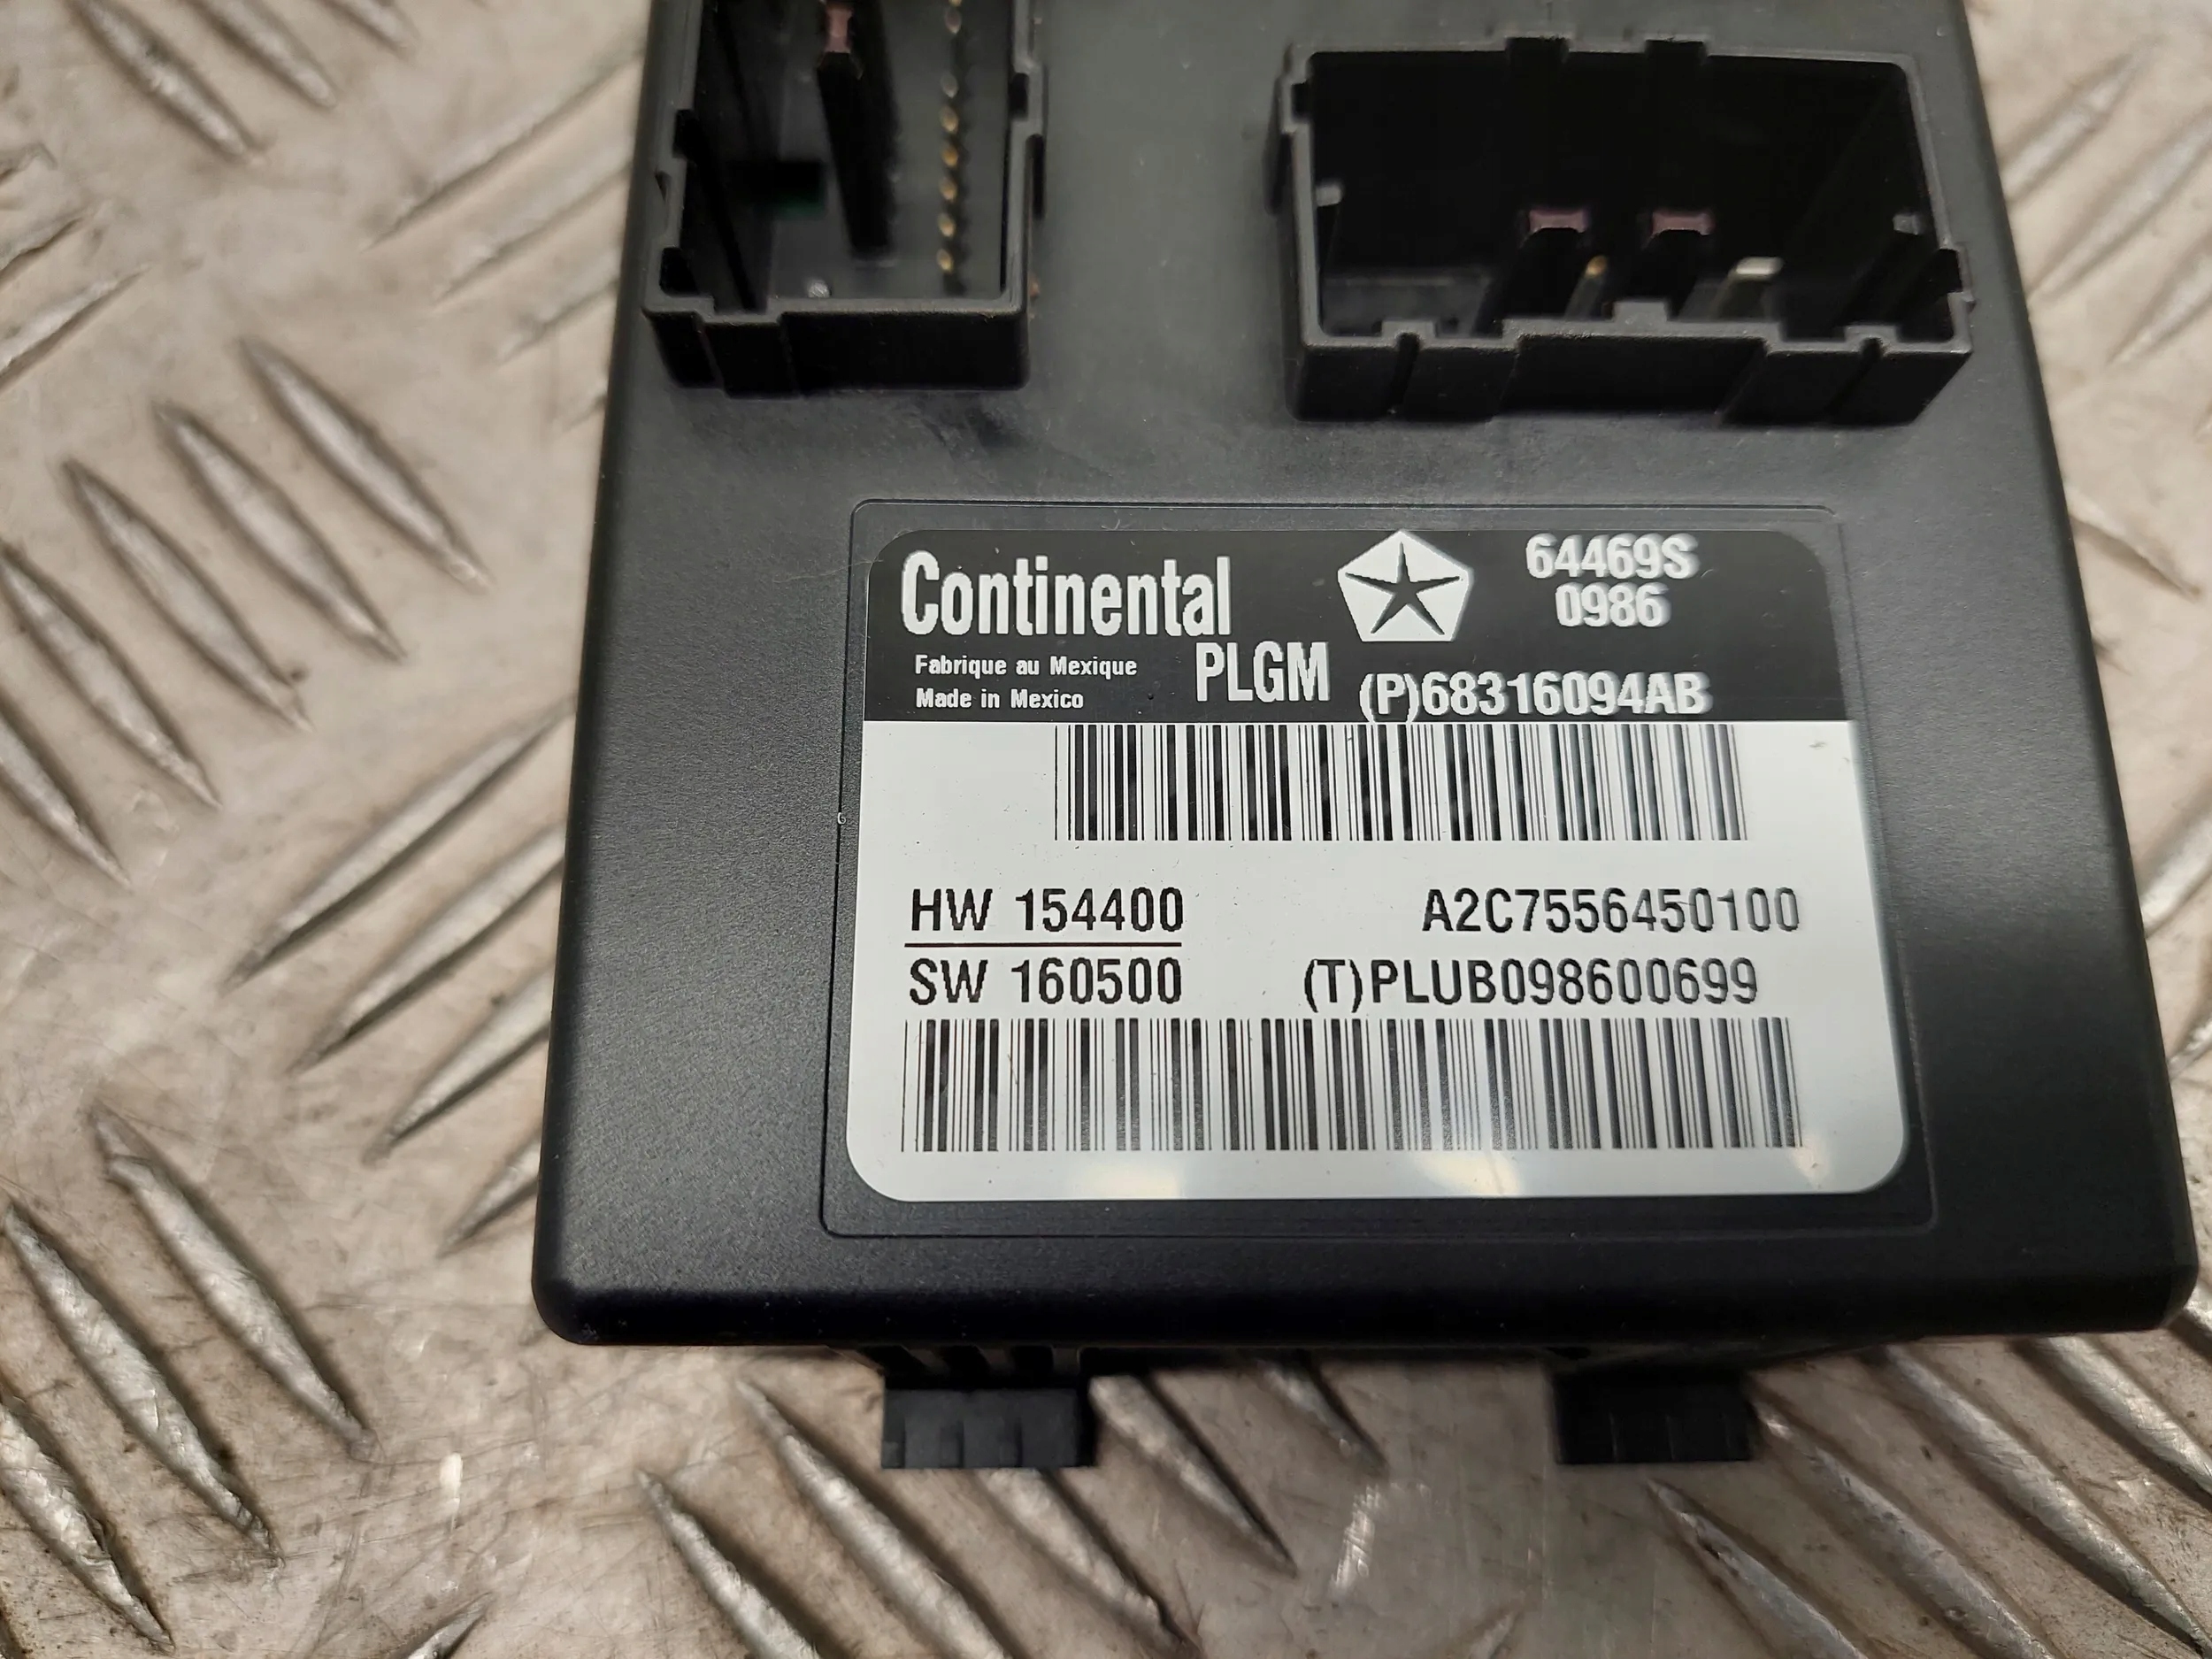 Continental
64469S
0986
Fabrique au Mexique
Made in Mexico
PLGM
(P)68316094AB
HW 154400
A2C7556450100
SW 160500
(T)PLUB098600699